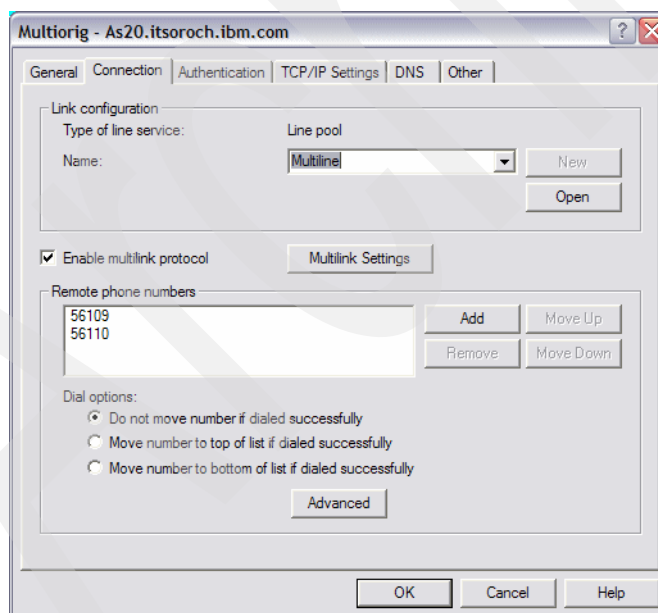 Multiorig - As20.itsoroch.ibm.com
General Connection Authentication TCP/IP Settings DNS Other
Link configuration
Type of line service: Line pool
Name: Multiline New
Open
Enable multilink protocol Multilink Settings
Remote phone numbers
56109
56110
Add Move Up
Remove Move Down
Dial options:
Do not move number if dialed successfully
Move number to top of list if dialed successfully
Move number to bottom of list if dialed successfully
Advanced
OK Cancel Help